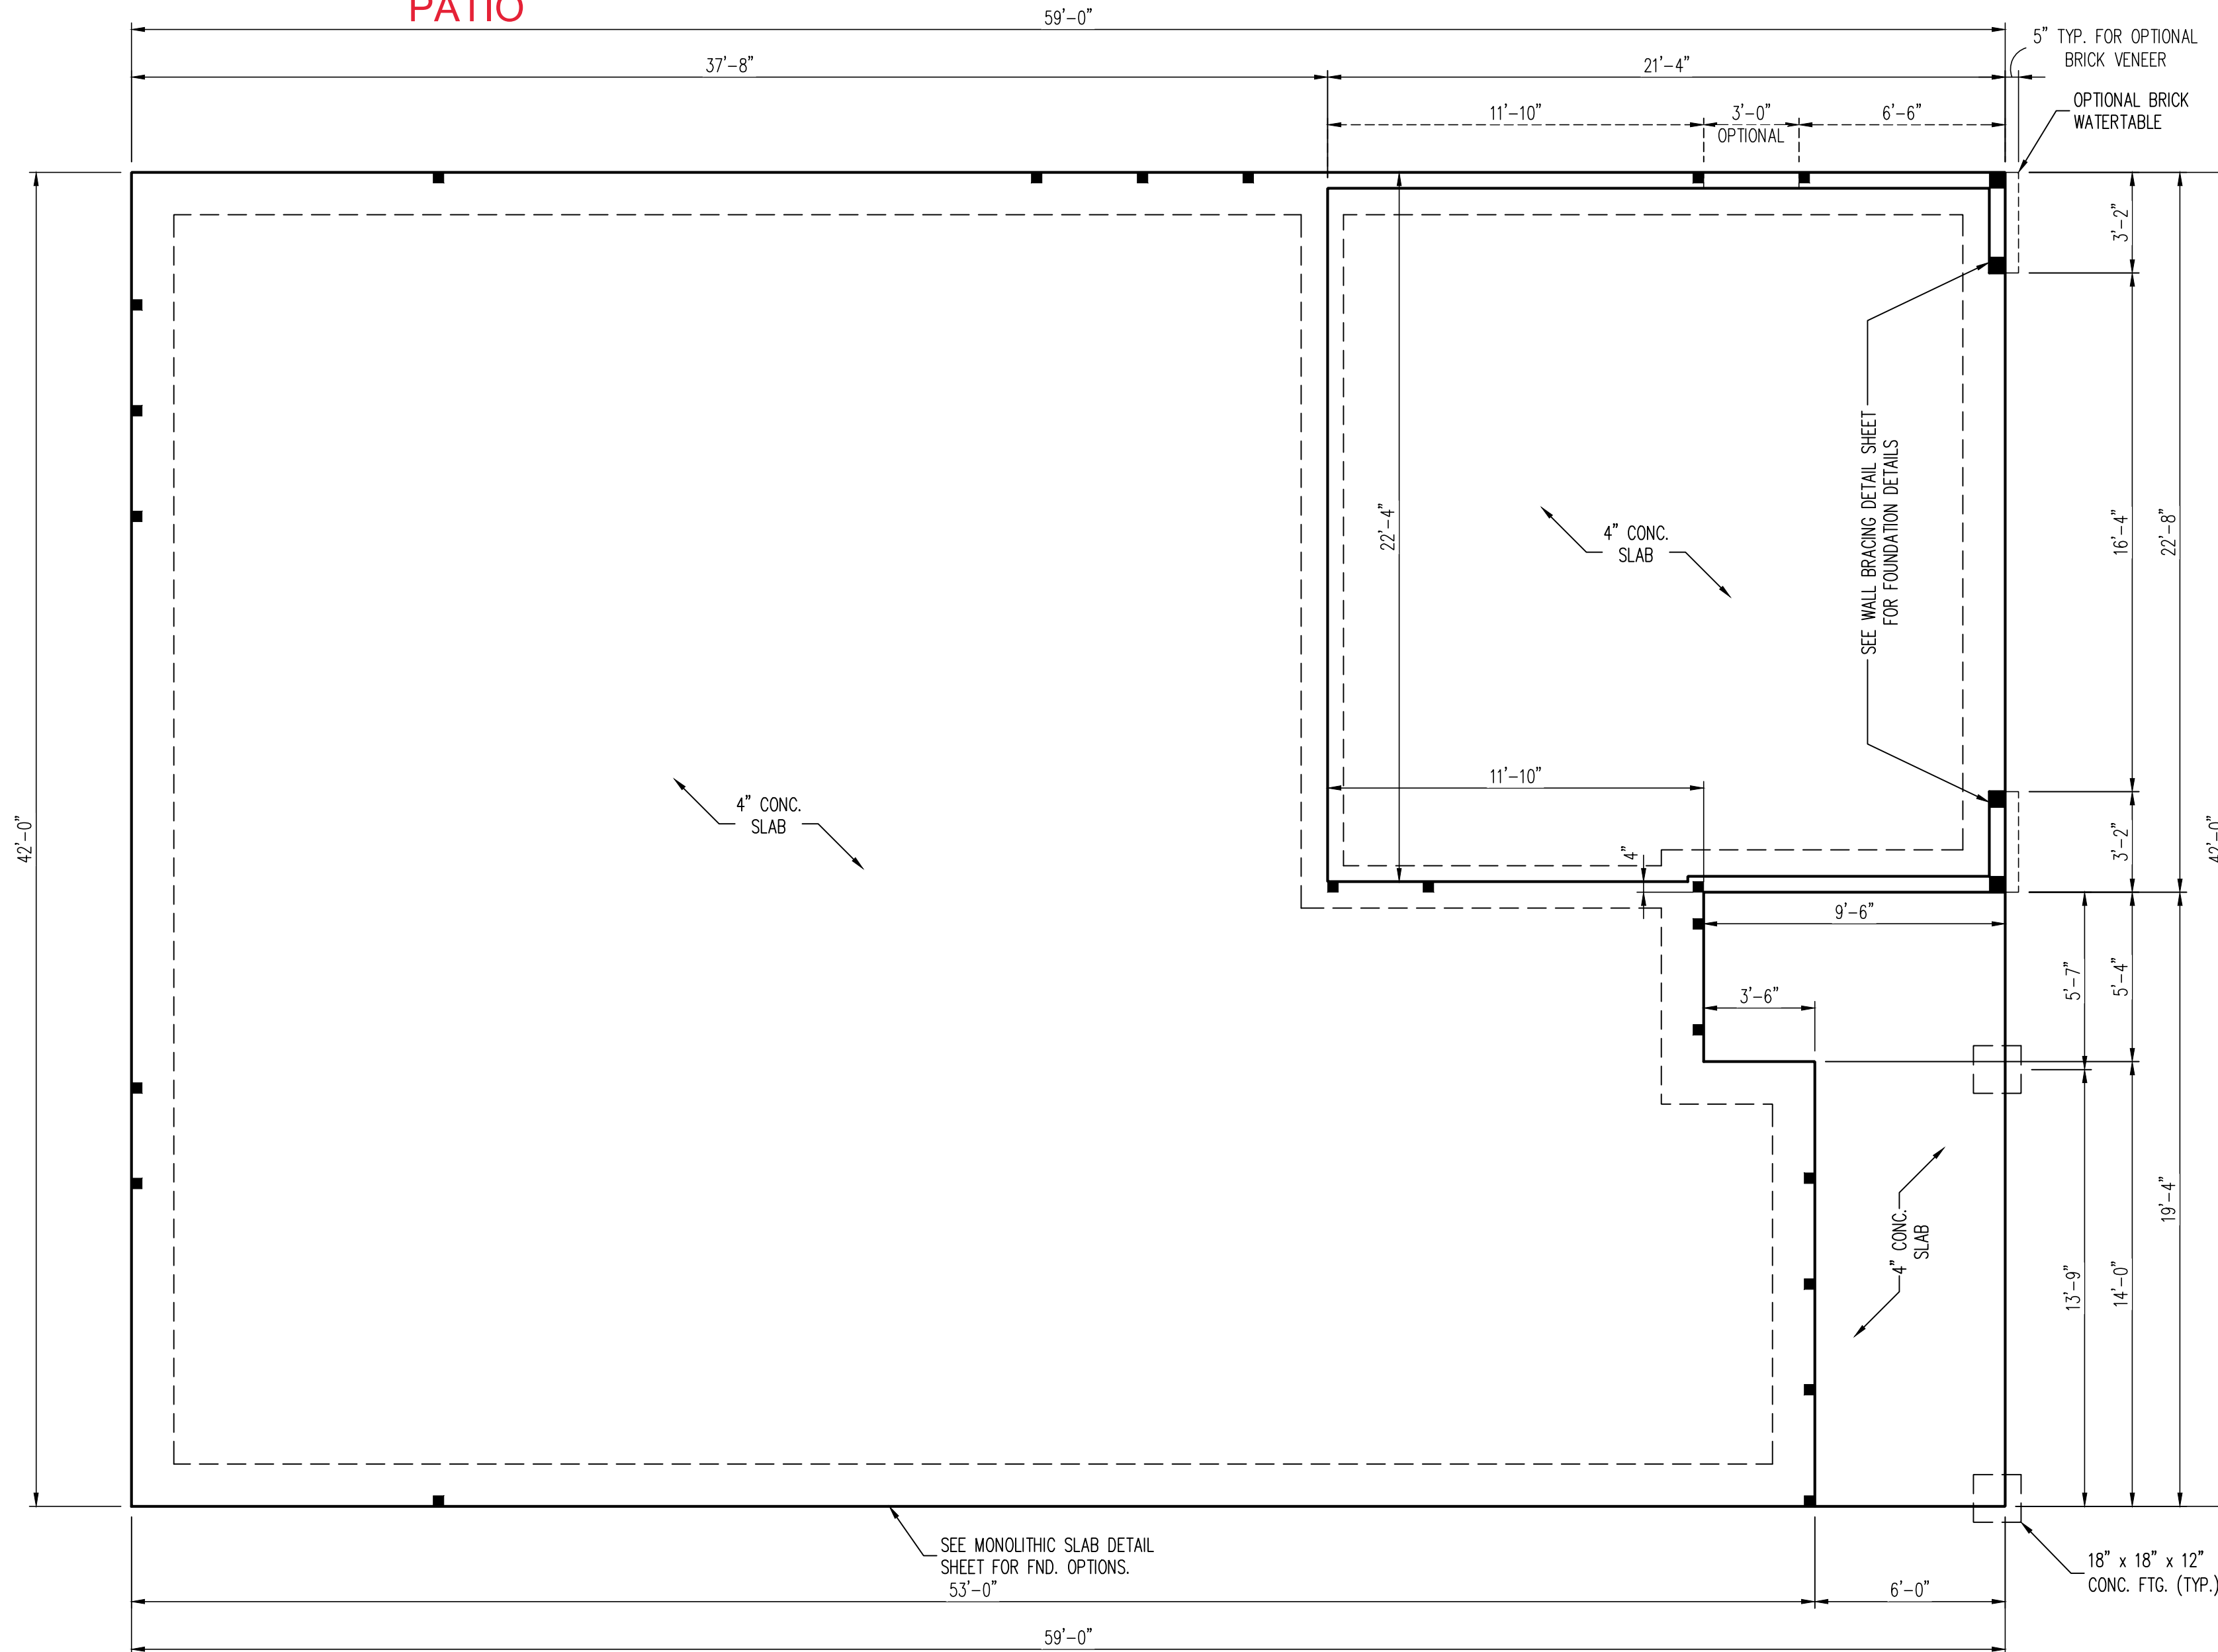 PATIO
59'-0"
37'-8"
21'-4"
5" TYP. FOR OPTIONAL
BRICK VENEER
OPTIONAL BRICK
WATERTABLE
11'-10"
3'-0"
OPTIONAL
6'-6"
3'-2"
16'-4"
22'-8"
22'-4"
4" CONC.
SLAB
SEE WALL BRACING DETAIL SHEET
FOR FOUNDATION DETAILS
11'-10"
4" CONC.
SLAB
42'-0"
4"
3'-2"
42'-0"
9'-6"
5'-7"
5'-4"
3'-6"
4" CONC.
SLAB
19'-4"
13'-9"
14'-0"
SEE MONOLITHIC SLAB DETAIL
SHEET FOR FND. OPTIONS.
18" x 18" x 12"
CONC. FTG. (TYP.)
53'-0"
6'-0"
59'-0"